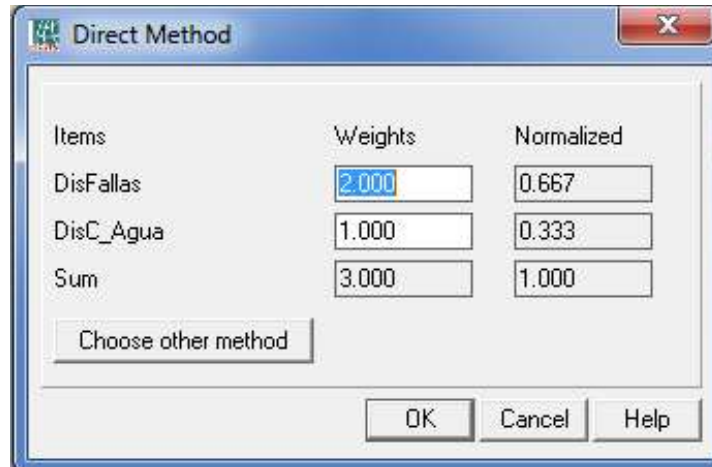 Direct Method
Items Weights Normalized
DisFallas 2.000 0.667
DisC_Agua 1.000 0.333
Sum 3.000 1.000
Choose other method
OK Cancel Help